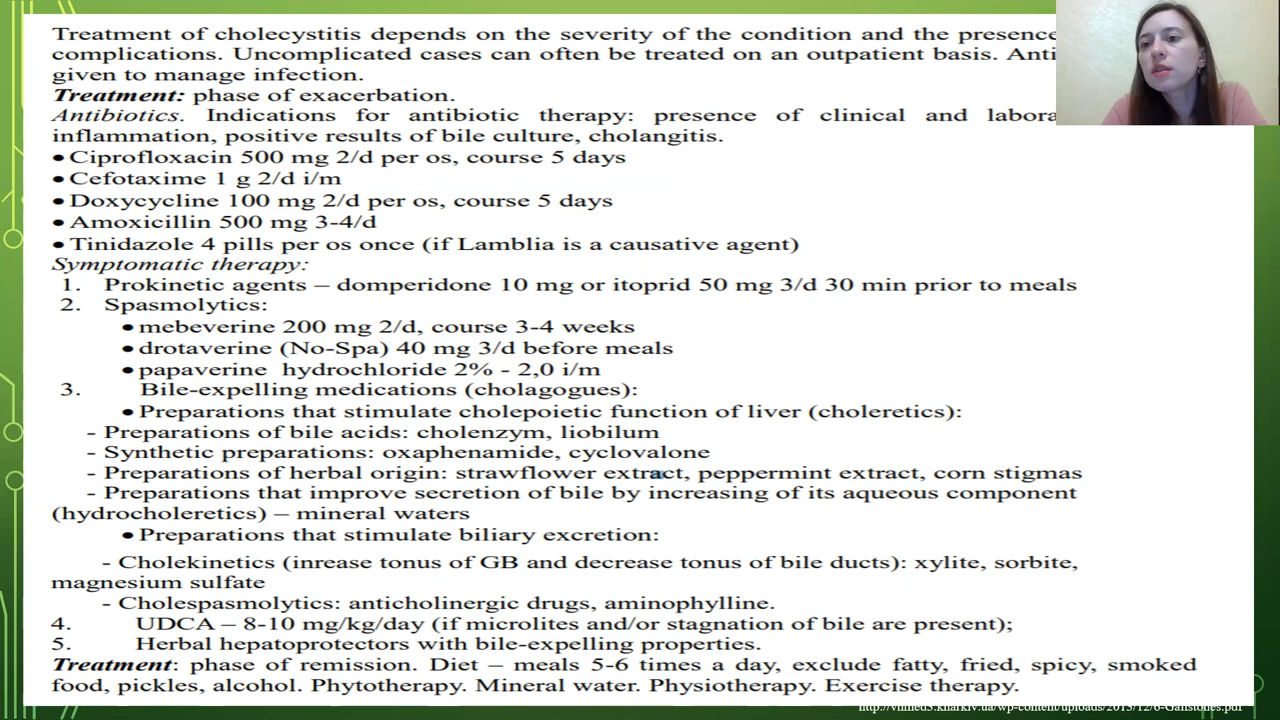 Treatment of cholecystitis depends on the severity of the condition and the presence
complications. Uncomplicated cases can often be treated on an outpatient basis. Anti
given to manage infection.
Treatment: phase of exacerbation.
Antibiotics. Indications for antibiotic therapy: presence of clinical and labora
inflammation, positive results of bile culture, cholangitis.
•Ciprofloxacin 500 mg 2/d per os, course 5 days
•Cefotaxime 1 g 2/d i/m
•Doxycycline 100 mg 2/d per os, course 5 days
•Amoxicillin 500 mg 3-4/d
•Tinidazole 4 pills per os once (if Lamblia is a causative agent)
Symptomatic therapy:
1. Prokinetic agents – domperidone 10 mg or itoprid 50 mg 3/d 30 min prior to meals
2. Spasmolytics:
•mebeverine 200 mg 2/d, course 3-4 weeks
•drotaverine (No-Spa) 40 mg 3/d before meals
•papaverine hydrochloride 2% - 2,0 i/m
3. Bile-expelling medications (cholagogues):
•Preparations that stimulate cholepoietic function of liver (choleretics):
- Preparations of bile acids: cholenzym, liobilum
- Synthetic preparations: oxaphenamide, cyclovalone
- Preparations of herbal origin: strawflower extract, peppermint extract, corn stigmas
- Preparations that improve secretion of bile by increasing of its aqueous component
(hydrocholeretics) – mineral waters
•Preparations that stimulate biliary excretion:
- Cholekinetics (inrease tonus of GB and decrease tonus of bile ducts): xylite, sorbite,
magnesium sulfate
- Cholespasmolytics: anticholinergic drugs, aminophylline.
4. UDCA – 8-10 mg/kg/day (if microlites and/or stagnation of bile are present);
5. Herbal hepatoprotectors with bile-expelling properties.
Treatment: phase of remission. Diet – meals 5-6 times a day, exclude fatty, fried, spicy, smoked
food, pickles, alcohol. Phytotherapy. Mineral water. Physiotherapy. Exercise therapy.